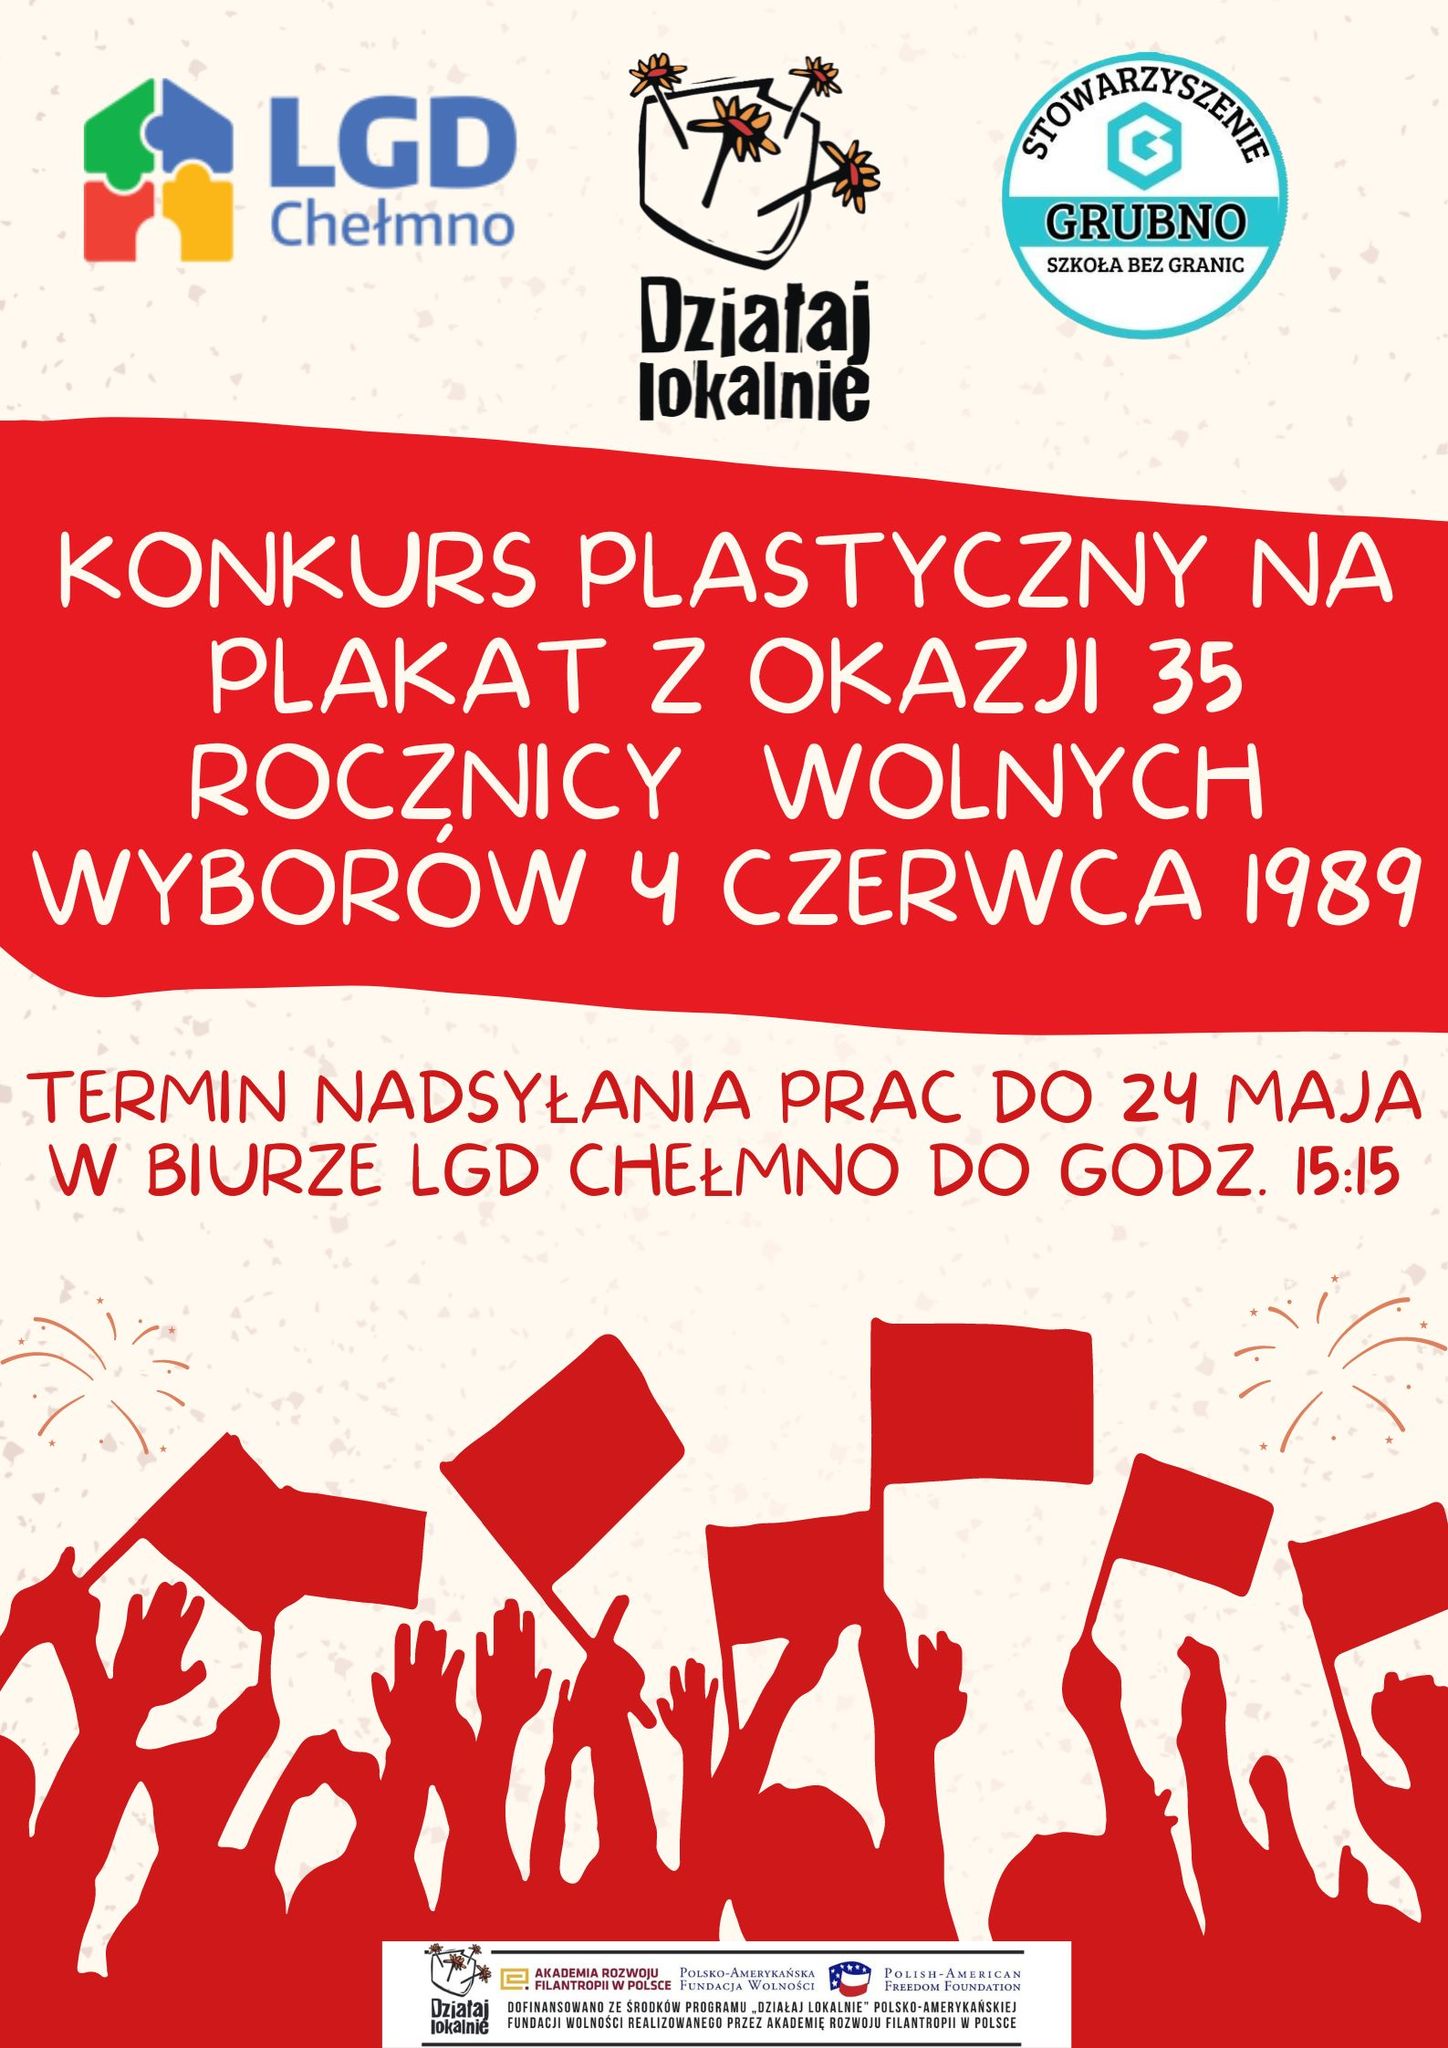 LGD
Chełmno
Działaj
lokalnie
STOWARZYSZENIE
GRUBNO
SZKOŁA BEZ GRANIC
KONKURS PLASTYCZNY NA
PLAKAT Z OKAZJI 35
ROCZNICY WOLNYCH
WYBORÓW 4 CZERWCA 1989
TERMIN NADSYŁANIA PRAC DO 24 MAJA
W BIURZE LGD CHEŁMNO DO GODZ. 15:15
Działaj
lokalnie
AKADEMIA ROZWOJU
FILANTROPII W POLSCE
POLSKO-AMERYKAŃSKA
FUNDACJA WOLNOŚCI
POLISH-AMERICAN
FREEDOM FOUNDATION
DOFINANSOWANO ZE ŚRODKÓW PROGRAMU „DZIAŁAJ LOKALNIE” POLSKO-AMERYKAŃSKIEJ
FUNDACJI WOLNOŚCI REALIZOWANEGO PRZEZ AKADEMIĘ ROZWOJU FILANTROPII W POLSCE